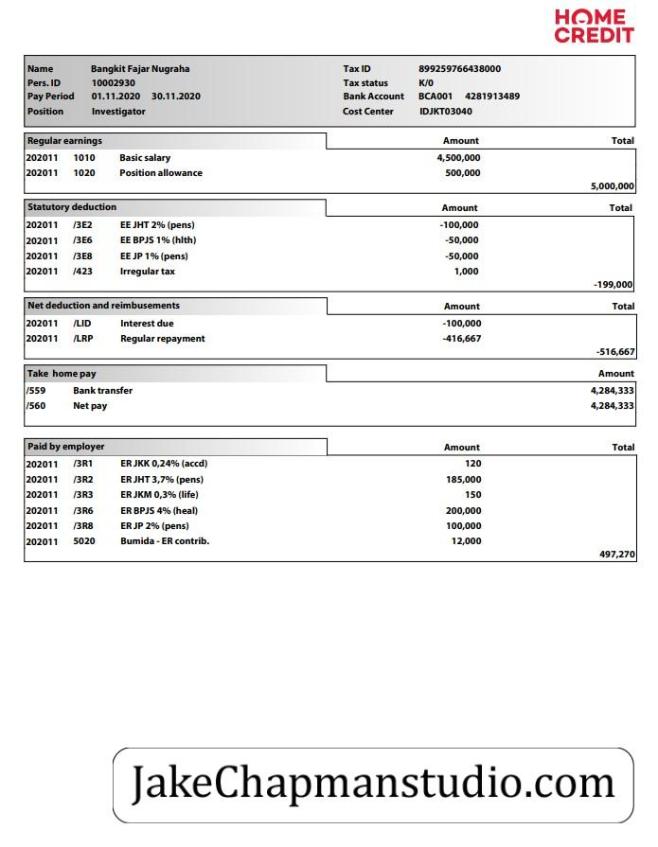 HOME
CREDIT
Name Bangkit Fajar Nugraha Tax ID 899259766438000
Pers. ID 10002930 Tax status K/0
Pay Period 01.11.2020 30.11.2020 Bank Account BCA001 4281913489
Position Investigator Cost Center IDJKT03040
Regular earnings Amount Total
202011 1010 Basic salary 4,500,000
202011 1020 Position allowance 500,000
5,000,000
Statutory deduction Amount Total
202011 /3E2 EE JHT 2% (pens) -100,000
202011 /3E6 EE BPJS 1% (hlth) -50,000
202011 /3E8 EE JP 1% (pens) -50,000
202011 /423 Irregular tax 1,000
-199,000
Net deduction and reimbusements Amount Total
202011 /LID Interest due -100,000
202011 /LRP Regular repayment -416,667
-516,667
Take home pay Amount
/559 Bank transfer 4,284,333
/560 Net pay 4,284,333
Paid by employer Amount Total
202011 /3R1 ER JKK 0,24% (accd) 120
202011 /3R2 ER JHT 3,7% (pens) 185,000
202011 /3R3 ER JKM 0,3% (life) 150
202011 /3R6 ER BPJS 4% (heal) 200,000
202011 /3R8 ER JP 2% (pens) 100,000
202011 5020 Bumida - ER contrib. 12,000
497,270
JakeChapmanstudio.com